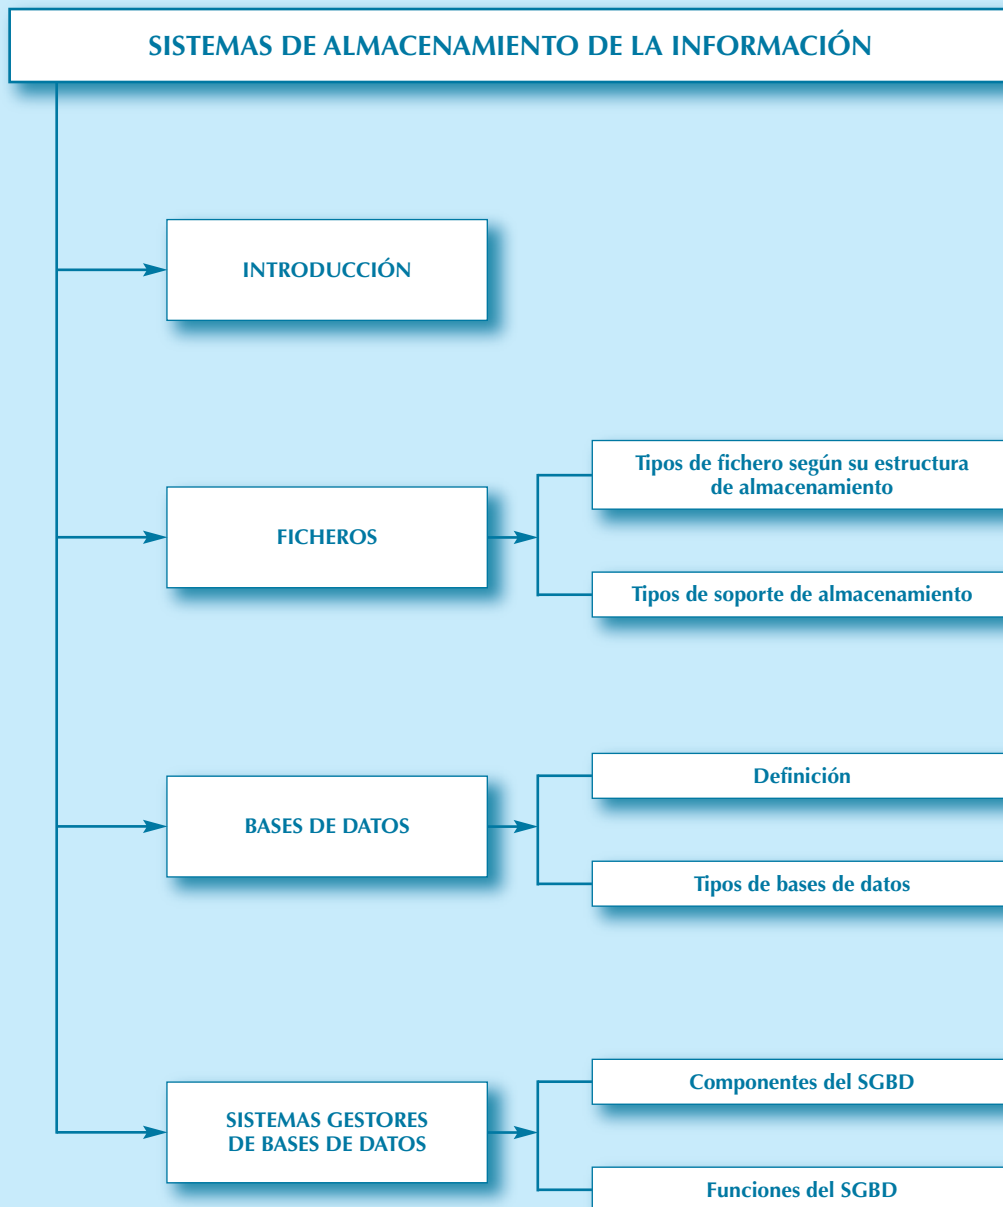 SISTEMAS DE ALMACENAMIENTO DE LA INFORMACIÓN
INTRODUCCIÓN
FICHEROS
Tipos de fichero según su estructura
de almacenamiento
Tipos de soporte de almacenamiento
BASES DE DATOS
Definición
Tipos de bases de datos
SISTEMAS GESTORES
DE BASES DE DATOS
Componentes del SGBD
Funciones del SGBD